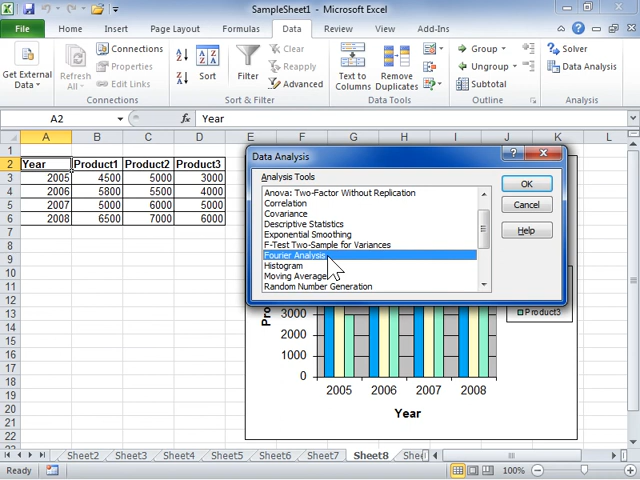 SampleSheet1 - Microsoft Excel
File Home Insert Page Layout Formulas Data Review View Add-Ins
Get External Data
Refresh All
Connections
Properties
Edit Links
Connections
Sort
Filter
Clear
Reapply
Advanced
Sort & Filter
Text to Columns
Remove Duplicates
Data Tools
Group
Ungroup
Subtotal
Outline
Solver
Data Analysis
Analysis
A2 fx Year
A B C D E F G H I J K L
1
2 Year Product1 Product2 Product3
3 2005 4500 5000 3000
4 2006 5800 5500 4000
5 2007 5000 6000 5000
6 2008 6500 7000 6000
7
8
9
10
11
12
13
14
15
16
17
18
19
20
21
22
Data Analysis
Analysis Tools
Anova: Two-Factor Without Replication
Correlation
Covariance
Descriptive Statistics
Exponential Smoothing
F-Test Two-Sample for Variances
Fourier Analysis
Histogram
Moving Average
Random Number Generation
OK
Cancel
Help
Product3
3000
2000
1000
0
2005 2006 2007 2008
Year
Sheet2 Sheet3 Sheet4 Sheet5 Sheet6 Sheet7 Sheet8
Ready 100%